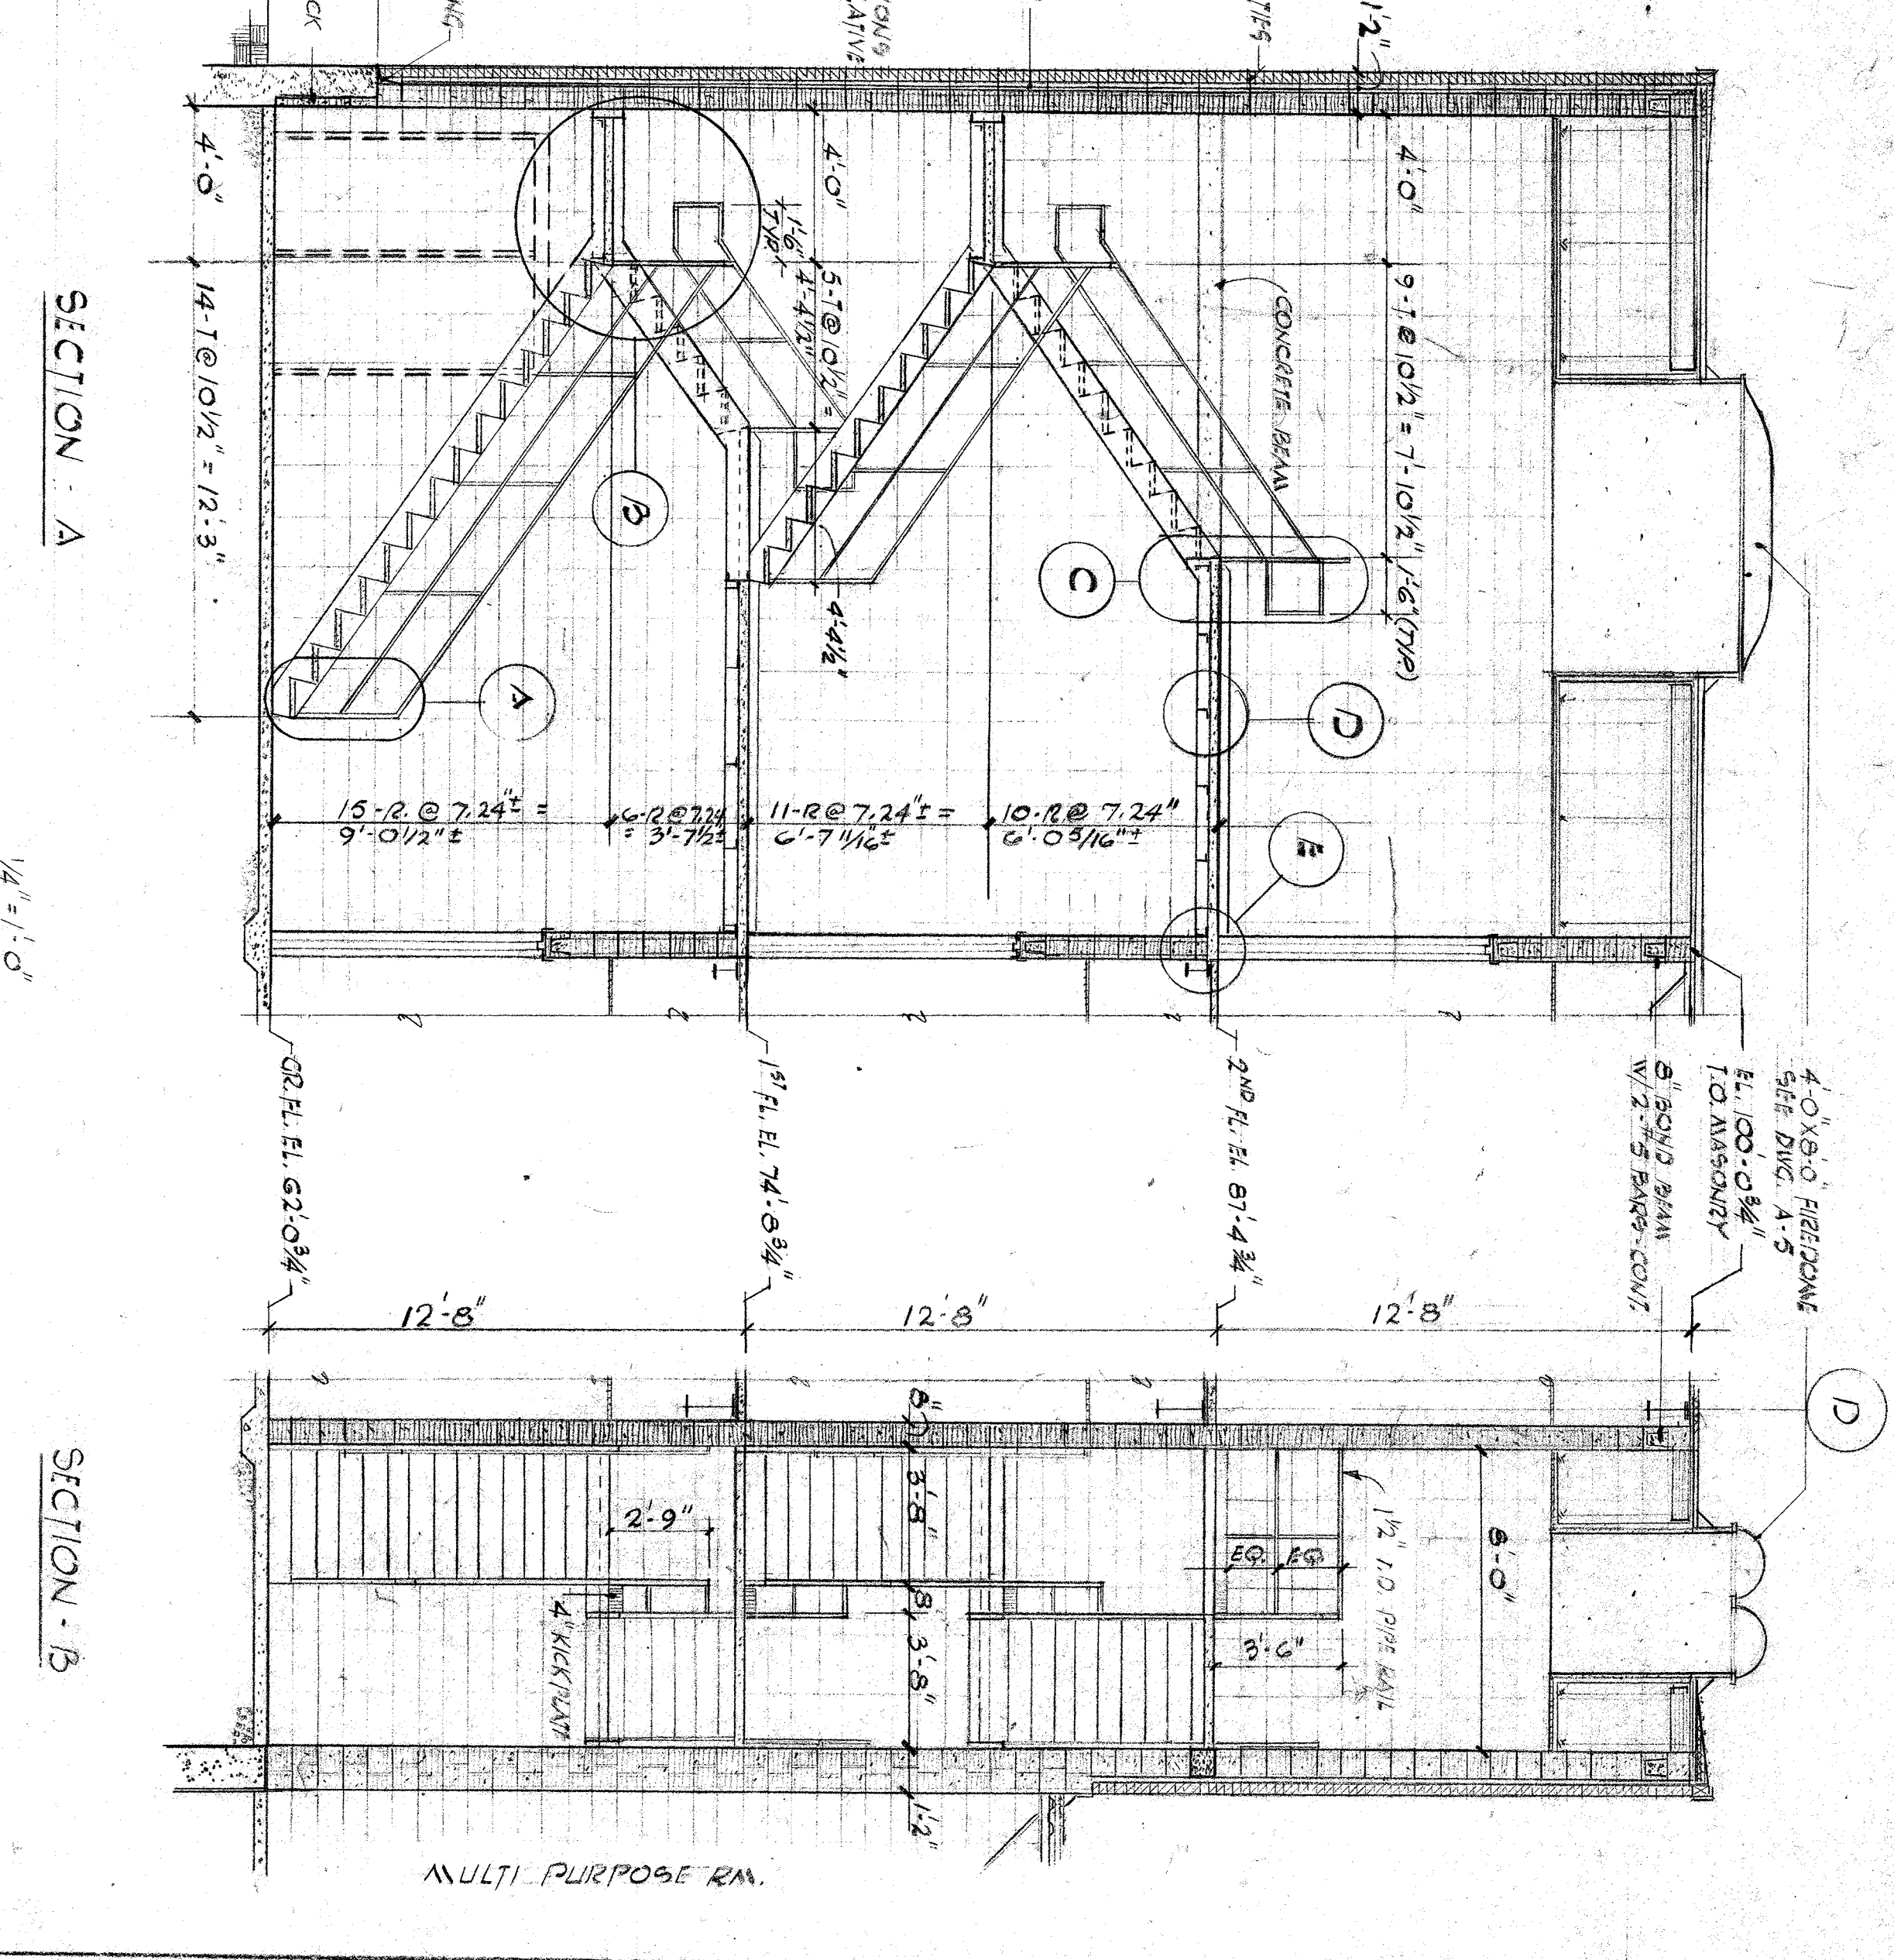 CK
NG
IONS
ATIVE
TIES
1'-2"
4'-0"
14-T @ 10 1/2" = 12'-3"
SECTION - A
1/4" = 1'-0"
4'-0"
5-T @ 10 1/2" =
4'-4 1/2"
1'-6"
TYP.
4'-4 1/2"
4'-0"
9-T @ 10 1/2" = 7'-10 1/2"
1'-6" (TYP.)
CONCRETE BEAM
A
B
C
D
E
15-R. @ 7.24"± =
9'-0 1/2"±
6-R @ 7.24
= 3'-7 1/2±
11-R @ 7.24"± =
6'-7 11/16"±
10-R @ 7.24"
6'-0 5/16"±
GR. FL. EL. 62'-0 3/4"
1ST FL. EL. 74'-8 3/4"
2ND FL. EL. 87'-4 3/4"
8" BOND BEAM
W/ 2-#5 BARS-CONT.
EL. 100'-0 3/4"
T.O. MASONRY
4'-0"X8'-0" FIREDOME
SEE DWG. A-5
12'-8"
12'-8"
12'-8"
D
8"
3'-8"
8
3'-8"
1'-2"
2'-9"
4" KICK PLATE
EQ.
EQ
3'-6"
1 1/2" I.D. PIPE RAIL
8'-0"
SECTION - B
MULTI PURPOSE RM.